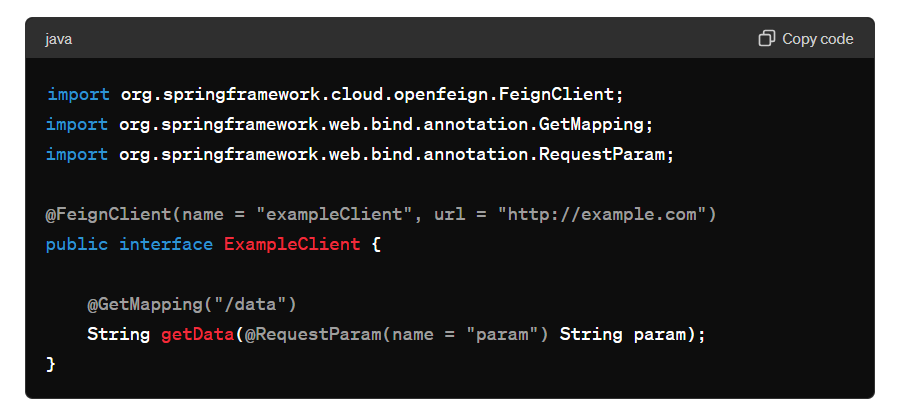 java
Copy code
import org.springframework.cloud.openfeign.FeignClient;
import org.springframework.web.bind.annotation.GetMapping;
import org.springframework.web.bind.annotation.RequestParam;
@FeignClient(name = "exampleClient", url = "http://example.com")
public interface ExampleClient {
@GetMapping("/data")
String getData(@RequestParam(name = "param") String param);
}